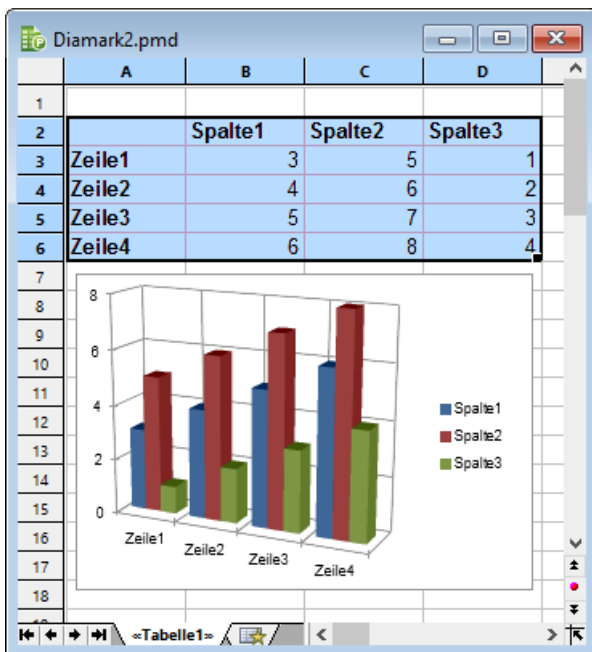 Diamark2.pmd
A B C D
1
2 Spalte1 Spalte2 Spalte3
3 Zeile1 3 5 1
4 Zeile2 4 6 2
5 Zeile3 5 7 3
6 Zeile4 6 8 4
7
8
9
10
11
12
13
14
15
16
17
18
8
6
4
2
0
Zeile1 Zeile2 Zeile3 Zeile4
Spalte1
Spalte2
Spalte3
«Tabelle1»